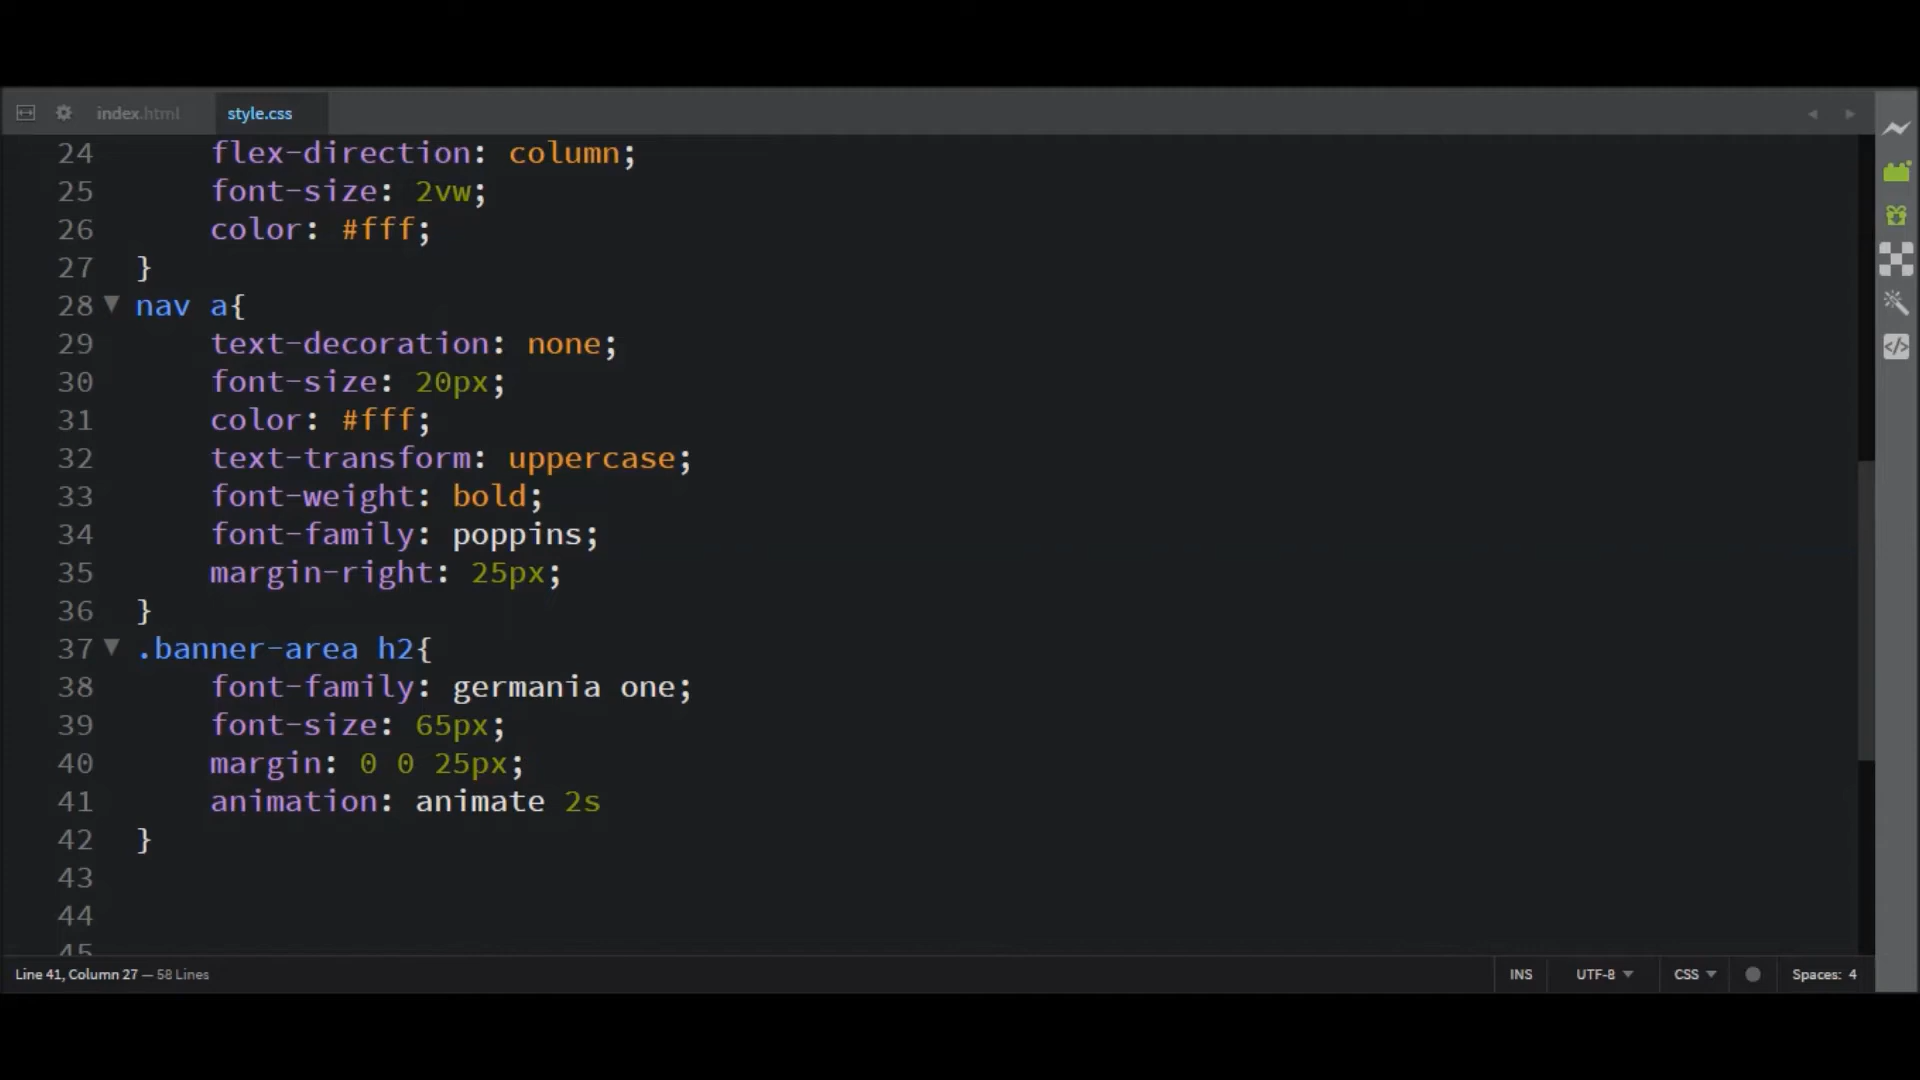 index.html style.css
24 flex-direction: column;
25 font-size: 2vw;
26 color: #fff;
27 }
28 nav a{
29 text-decoration: none;
30 font-size: 20px;
31 color: #fff;
32 text-transform: uppercase;
33 font-weight: bold;
34 font-family: poppins;
35 margin-right: 25px;
36 }
37 .banner-area h2{
38 font-family: germania one;
39 font-size: 65px;
40 margin: 0 0 25px;
41 animation: animate 2s
42 }
43
44
45
Line 41, Column 27 — 58 Lines INS UTF-8 CSS Spaces: 4